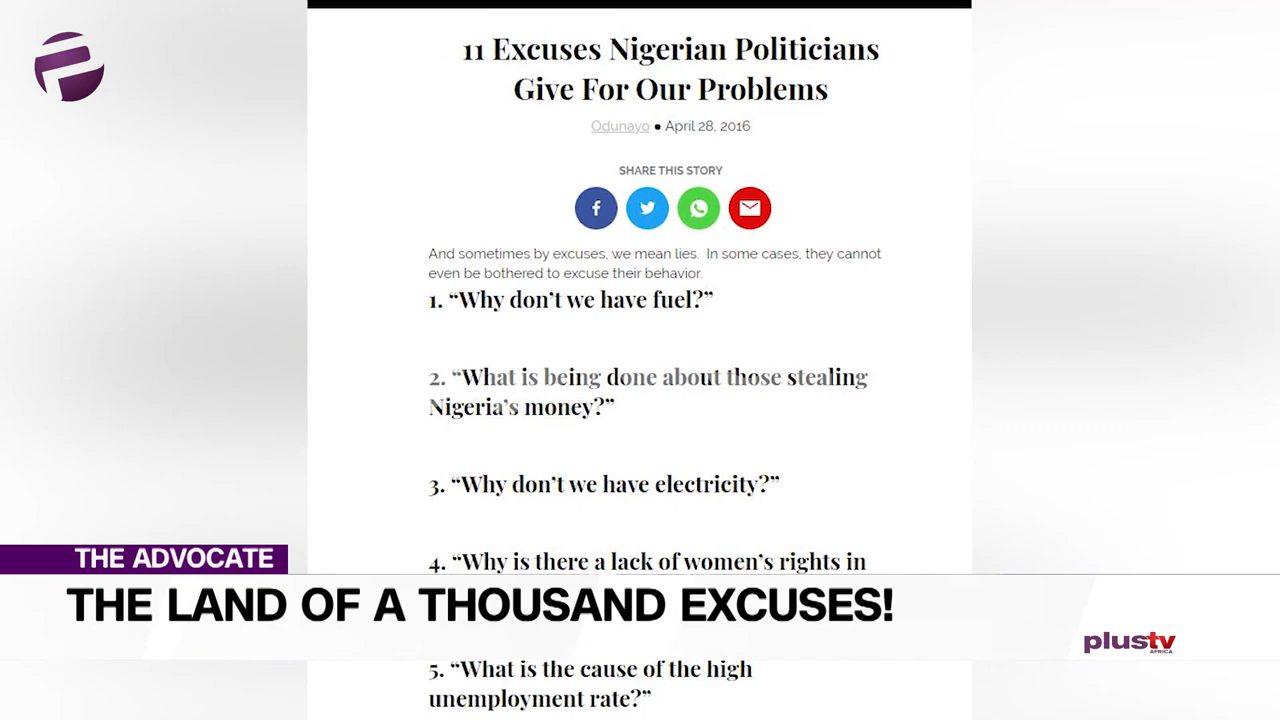 11 Excuses Nigerian Politicians
Give For Our Problems
Odunayo • April 28, 2016
SHARE THIS STORY
And sometimes by excuses, we mean lies. In some cases, they cannot
even be bothered to excuse their behavior.
1. “Why don’t we have fuel?”
2. “What is being done about those stealing
Nigeria’s money?”
3. “Why don’t we have electricity?”
4. “Why is there a lack of women’s rights in
THE ADVOCATE
THE LAND OF A THOUSAND EXCUSES!
plustv
AFRICA
5. “What is the cause of the high
unemployment rate?”